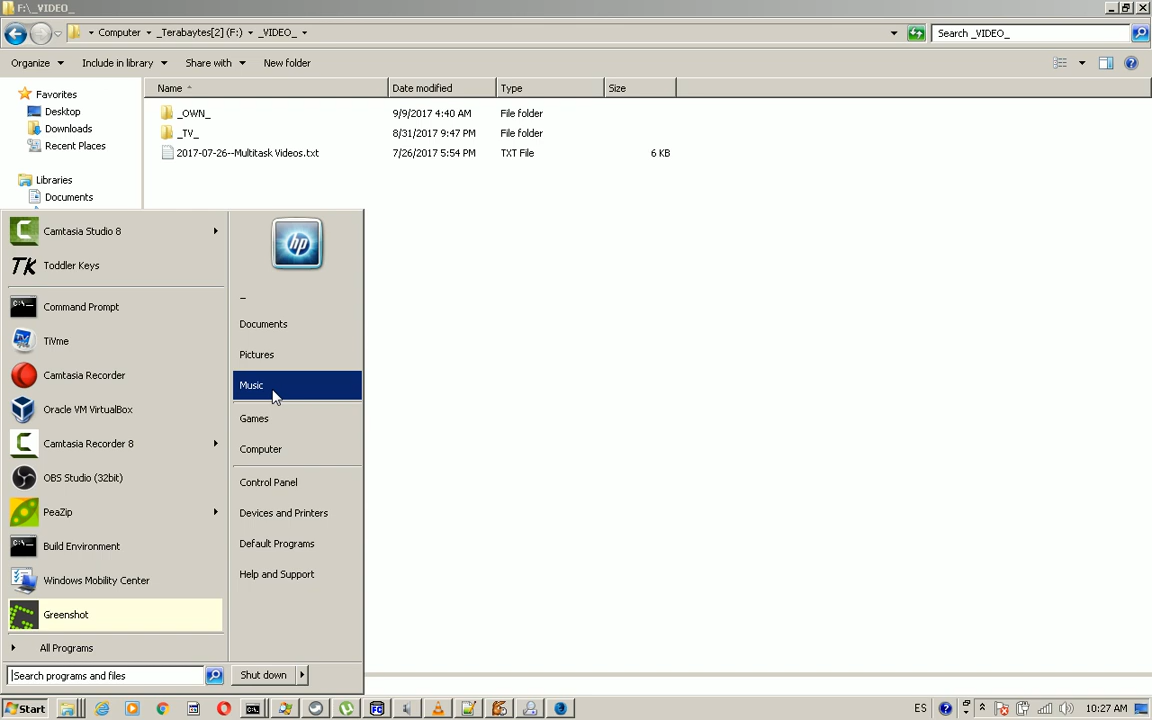 F:\_VIDEO_
Computer _Terabytes[2] (F:) _VIDEO_
Search _VIDEO_
Organize Include in library Share with New folder
Name Date modified Type Size
Favorites
Desktop
Downloads
Recent Places
Libraries
Documents
_OWN_ 9/9/2017 4:40 AM File folder
_TV_ 8/31/2017 9:47 PM File folder
2017-07-26--Multitask Videos.txt 7/26/2017 5:54 PM TXT File 6 KB
Camtasia Studio 8
Toddler Keys
Command Prompt
TiVme
Camtasia Recorder
Oracle VM VirtualBox
Camtasia Recorder 8
OBS Studio (32bit)
PeaZip
Build Environment
Windows Mobility Center
Greenshot
All Programs
Search programs and files
hp
_
Documents
Pictures
Music
Games
Computer
Control Panel
Devices and Printers
Default Programs
Help and Support
Shut down
Start
ES
10:27 AM